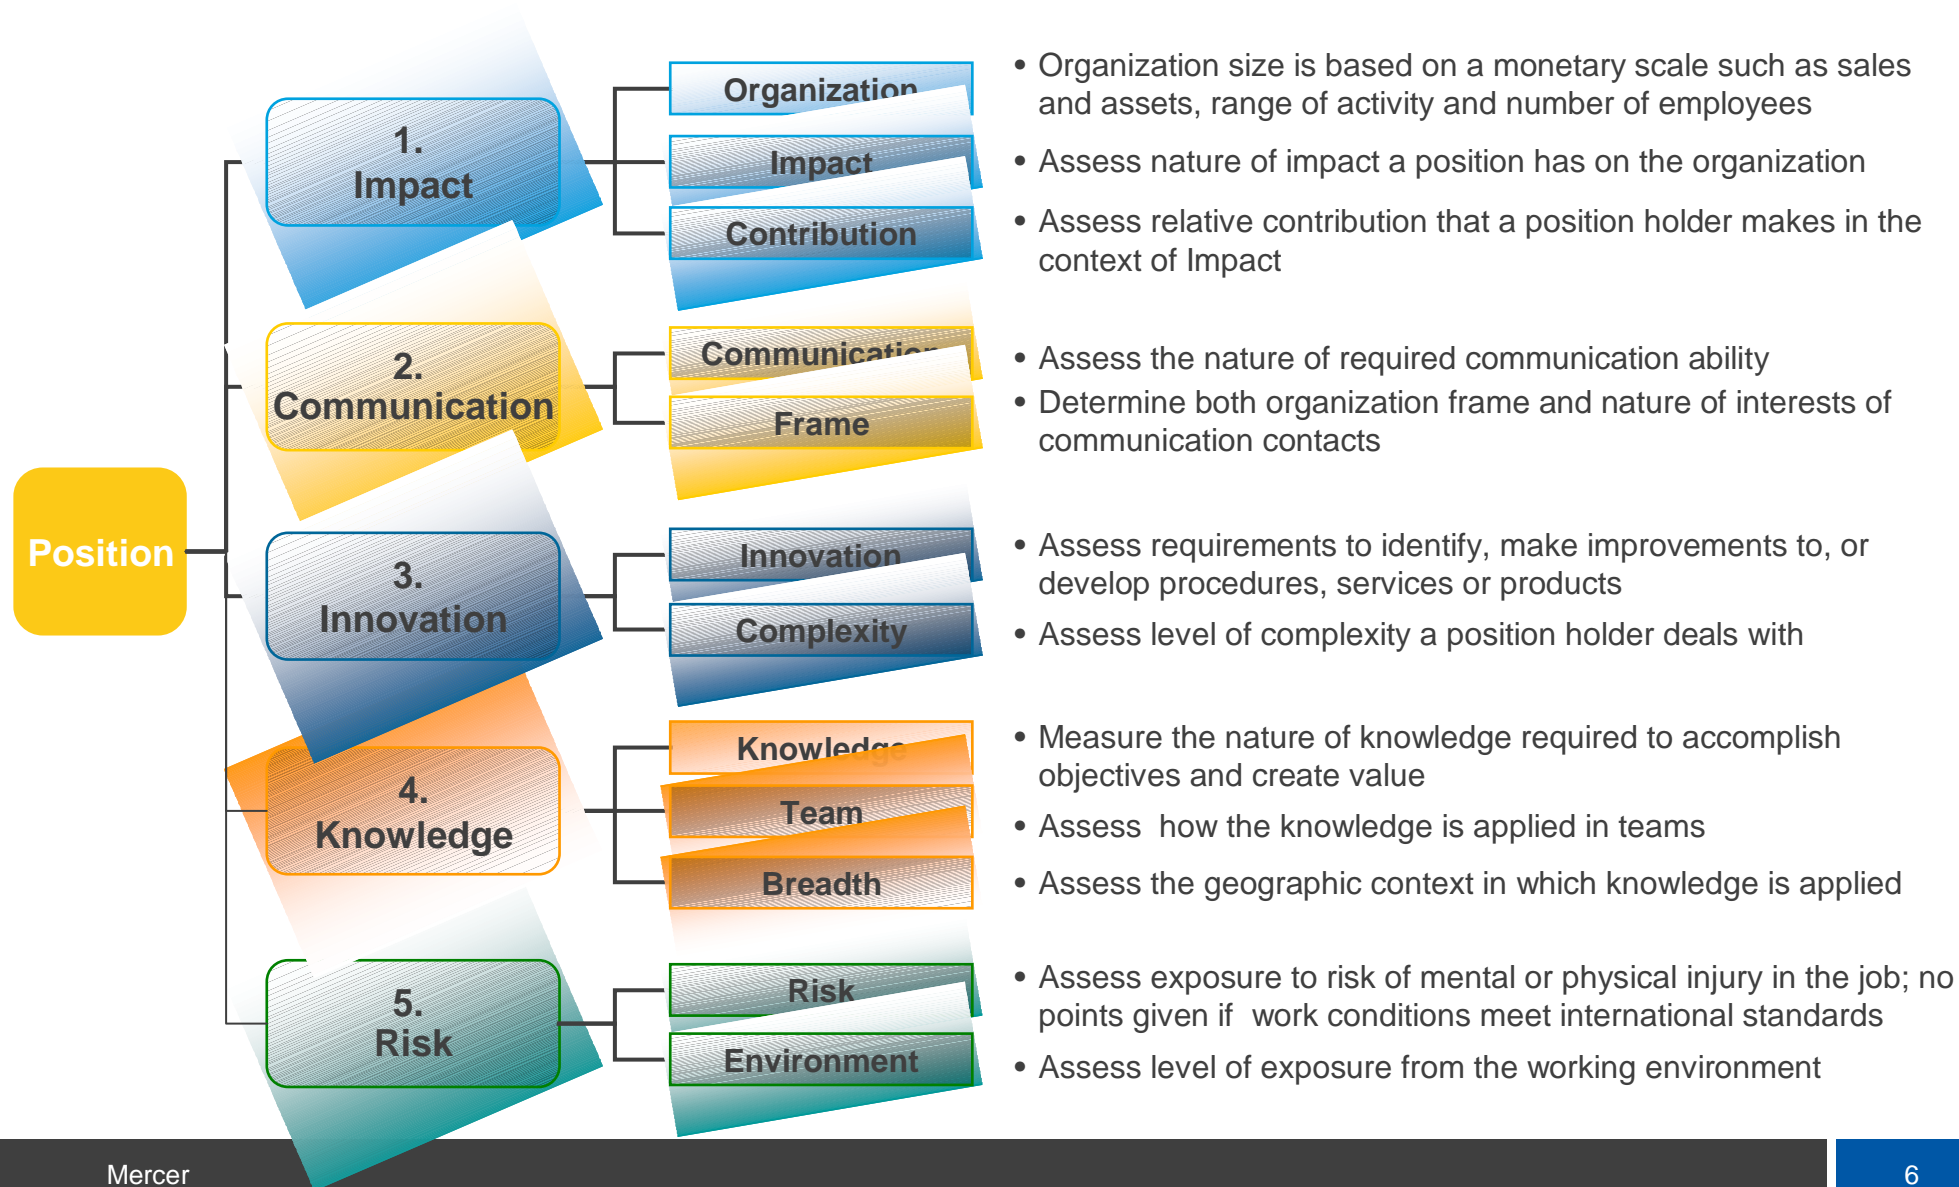 Position
1.
Impact
Organization
Impact
Contribution
• Organization size is based on a monetary scale such as sales
and assets, range of activity and number of employees
• Assess nature of impact a position has on the organization
• Assess relative contribution that a position holder makes in the
context of Impact
2.
Communication
Communication
Frame
• Assess the nature of required communication ability
• Determine both organization frame and nature of interests of
communication contacts
3.
Innovation
Innovation
Complexity
• Assess requirements to identify, make improvements to, or
develop procedures, services or products
• Assess level of complexity a position holder deals with
4.
Knowledge
Knowledge
Team
Breadth
• Measure the nature of knowledge required to accomplish
objectives and create value
• Assess  how the knowledge is applied in teams
• Assess the geographic context in which knowledge is applied
5.
Risk
Risk
Environment
• Assess exposure to risk of mental or physical injury in the job; no
points given if  work conditions meet international standards
• Assess level of exposure from the working environment
Mercer
6